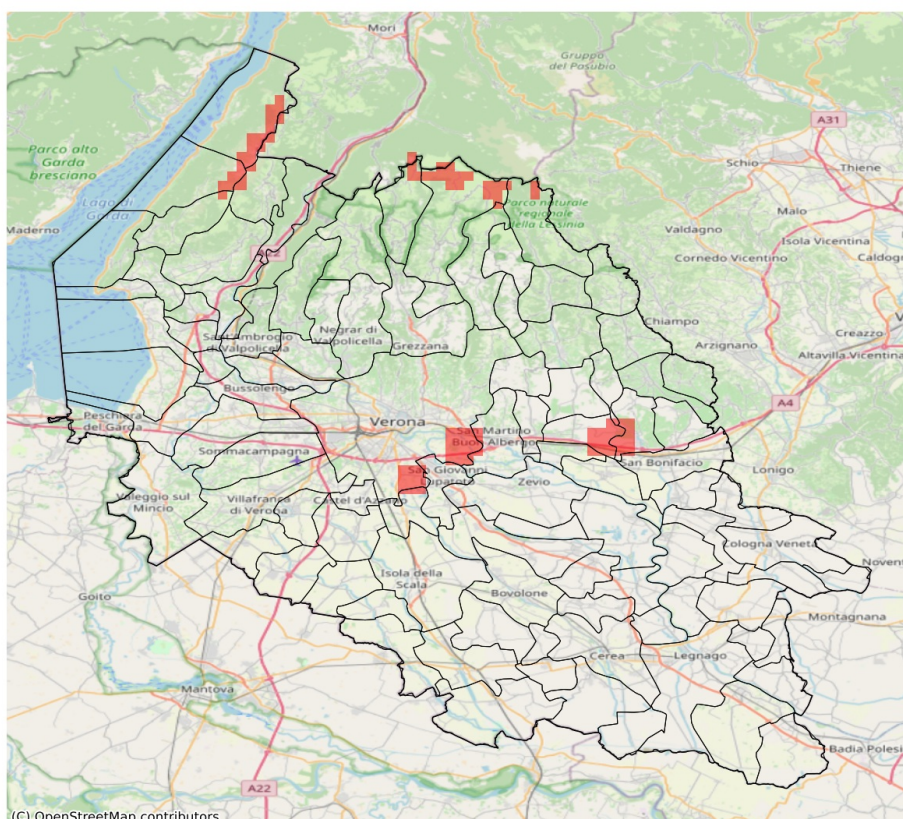 Mori
Gruppo
del Pasubio
A31
Parco alto
Garda
bresciano
Schio
Thiene
Lago di
Garda
Parco naturale
regionale
della Lessinia
Malo
Maderno
Valdagno
Isola Vicentina
A22
Cornedo Vicentino
Caldog
Chiampo
Sant'Ambrogio
di Valpolicella
Negrar di
Valpolicella
Grezzana
Arzignano
Creazzo
Altavilla Vicentina
Bussolengo
A4
Peschiera
del Garda
Verona
San Martino
Buon Albergo
Sommacampagna
San Giovanni
Lupatoto
San Bonifacio
Lonigo
Zevio
Valeggio sul
Mincio
Villafranca
di Verona
Castel d'Azzano
Cologna Veneta
Noven
Isola della
Scala
Goito
Bovolone
Montagnana
Cerea
Legnago
Mantova
Badia Polesi
A22
(C) OpenStreetMap contributors